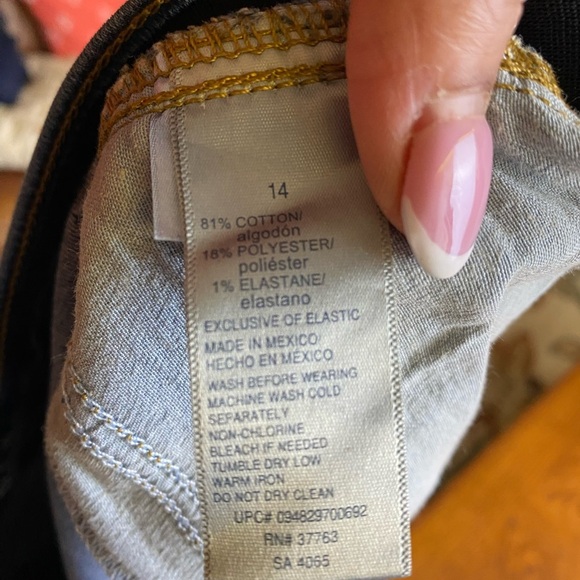 14
81% COTTON/
algodón
18% POLYESTER/
poliéster
1% ELASTANE/
elastano
EXCLUSIVE OF ELASTIC
MADE IN MEXICO
HECHO EN MÉXICO
WASH BEFORE WEARING
MACHINE WASH COLD
SEPARATELY
NON-CHLORINE
BLEACH IF NEEDED
TUMBLE DRY LOW
WARM IRON
DO NOT DRY CLEAN
UPC# 094829700692
RN# 37763
SA 4065